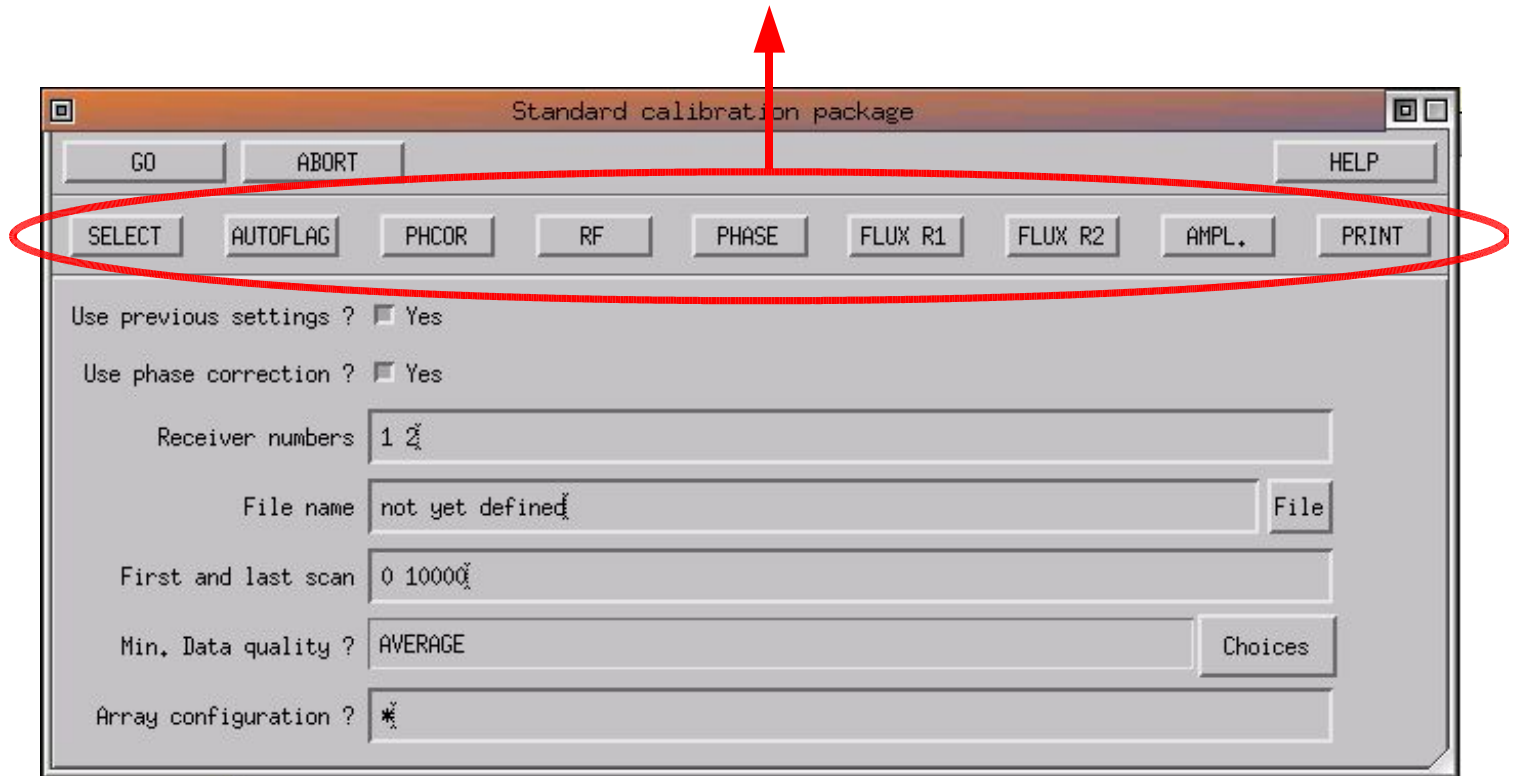 Standard calibration package
GO ABORT HELP
SELECT AUTOFLAG PHCOR RF PHASE FLUX R1 FLUX R2 AMPL. PRINT
Use previous settings ? Yes
Use phase correction ? Yes
Receiver numbers 1 2
File name not yet defined File
First and last scan 0 10000
Min. Data quality ? AVERAGE Choices
Array configuration ? *